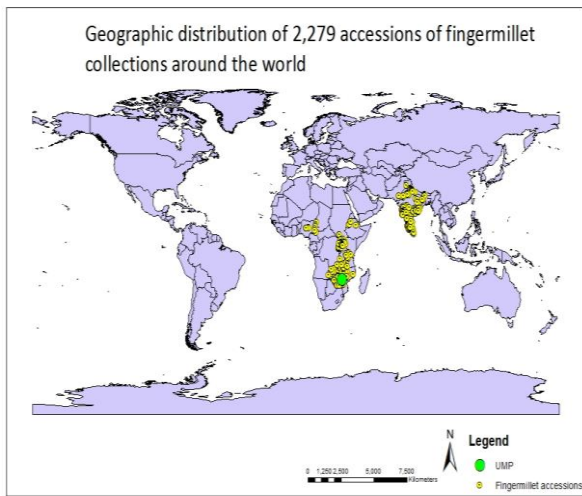 Geographic distribution of 2,279 accessions of fingermillet
collections around the world
N
Legend
UMP
Fingermillet accessions
0 1,250 2,500 5,000 7,500
Kilometers